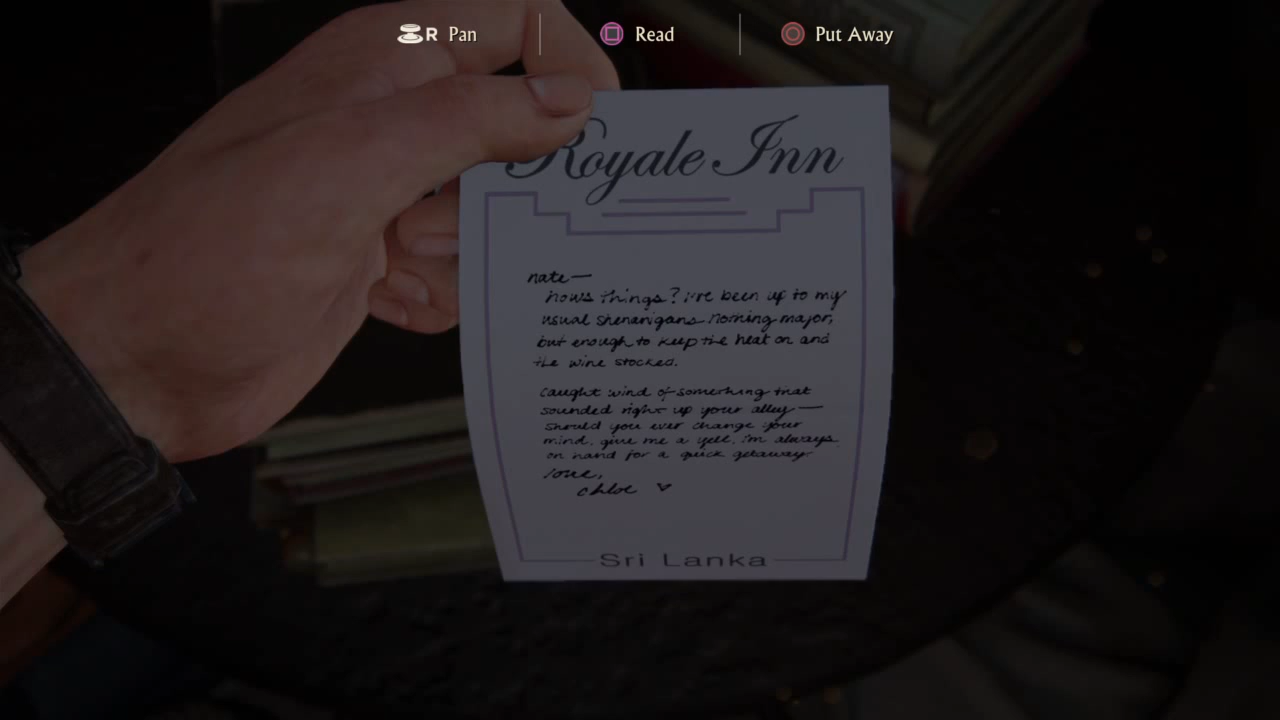 R Pan Read Put Away
Royale Inn
nate—
hows things? i've been up to my
usual shenanigans. nothing major,
but enough to keep the heat on and
the wine stocked.
caught wind of something that
sounded right up your alley—
should you ever change your
mind, give me a yell. i'm always
on hand for a quick getaway.
love,
chloe
Sri Lanka